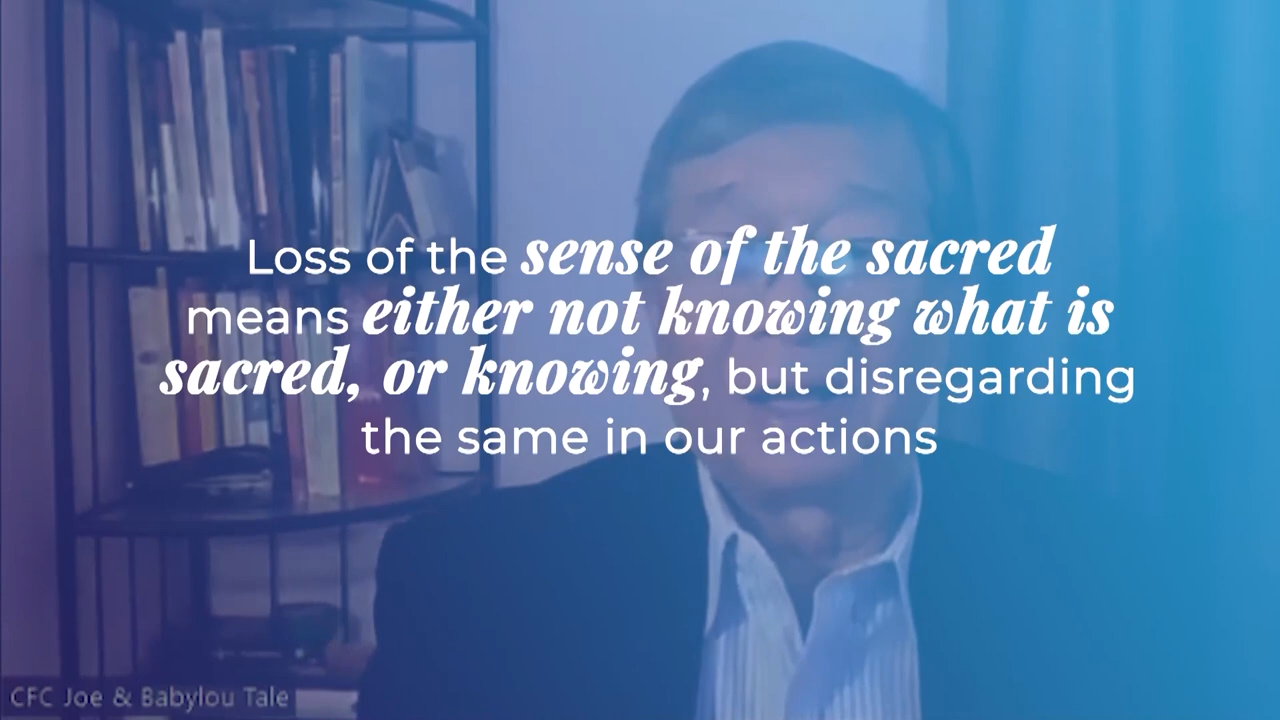 Loss of the sense of the sacred
means either not knowing what is
sacred, or knowing, but disregarding
the same in our actions
CFC Joe & Babylou Tale